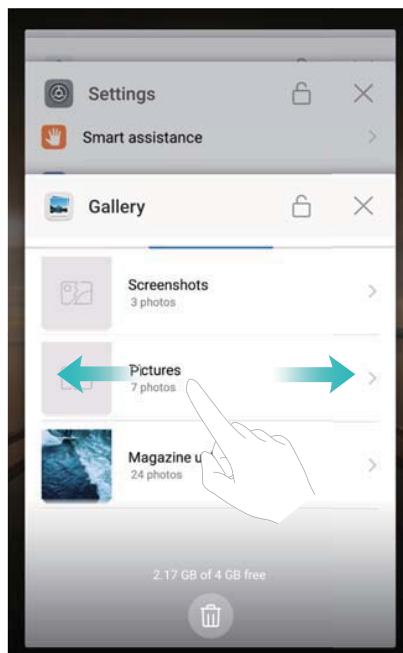 Settings
Smart assistance
Gallery
Screenshots
3 photos
Pictures
7 photos
Magazine u
24 photos
2.17 GB of 4 GB free